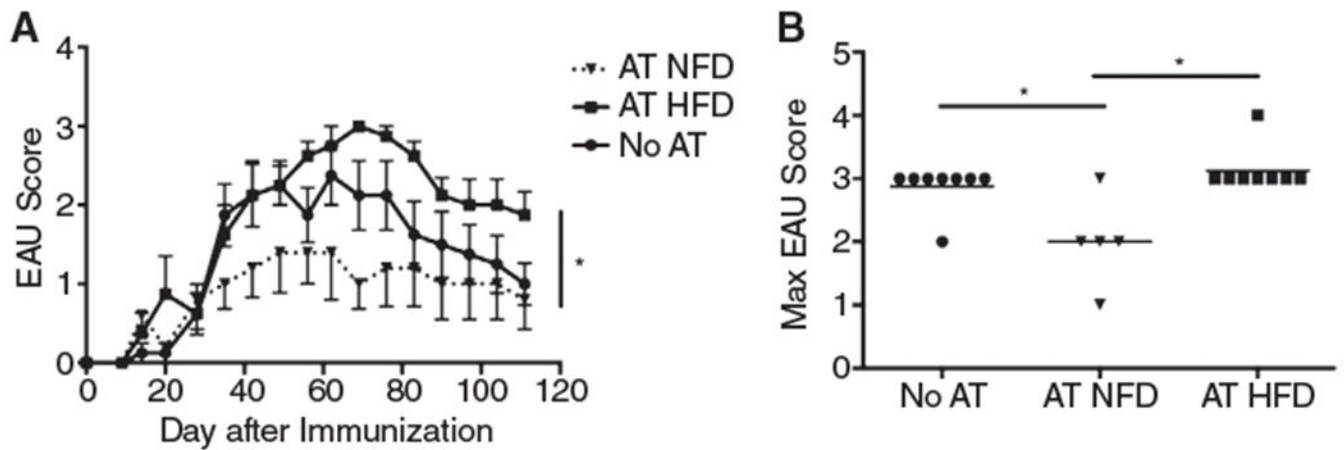 A
4
3
2
1
0
EAU Score
0 20 40 60 80 100 120
Day after Immunization
AT NFD
AT HFD
No AT
*
B
5
4
3
2
1
0
Max EAU Score
* *
No AT AT NFD AT HFD